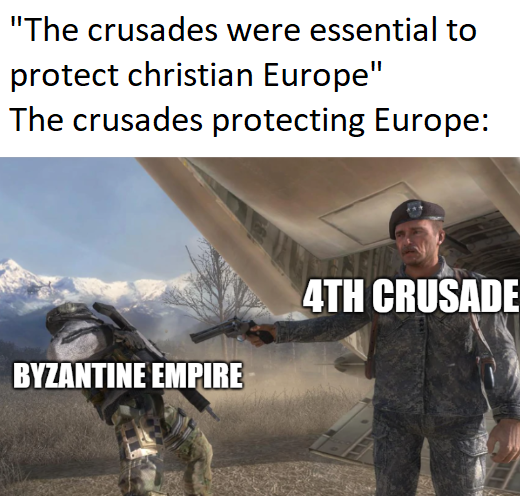 "The crusades were essential to
protect christian Europe"
The crusades protecting Europe:
4TH CRUSADE
BYZANTINE EMPIRE